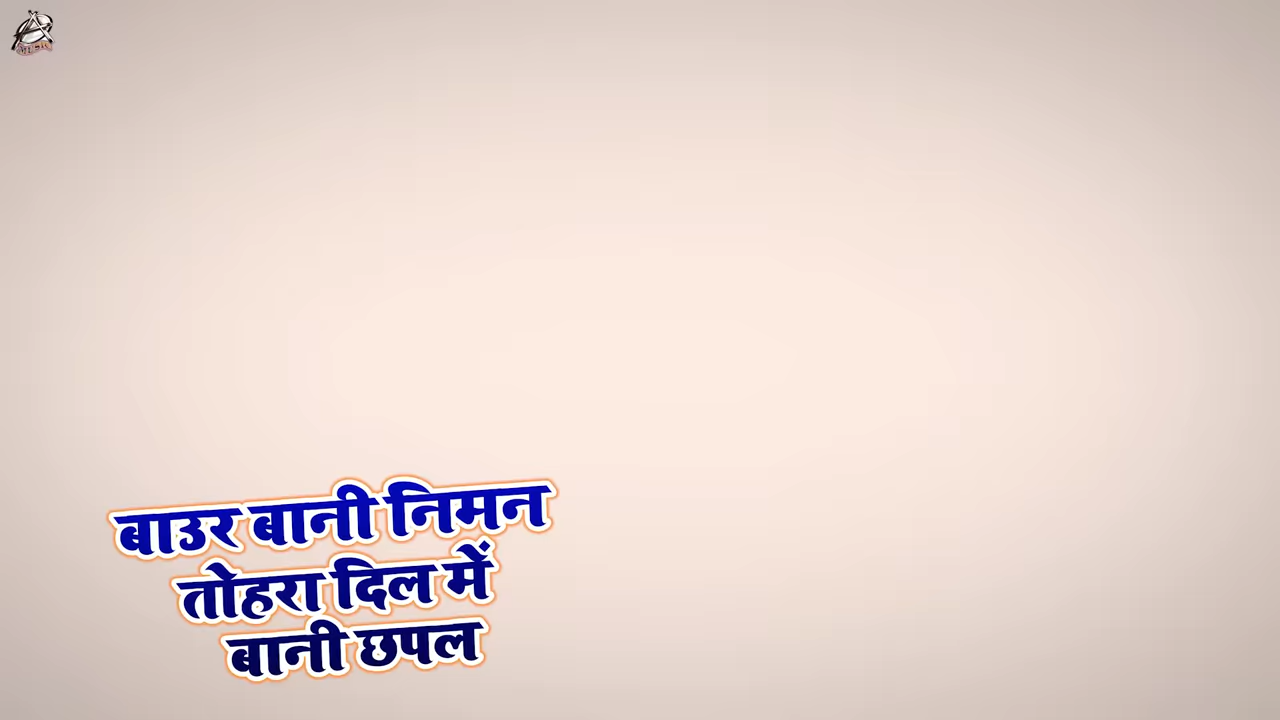 बाउर बानी निमन
तोहरा दिल में
बानी छपल